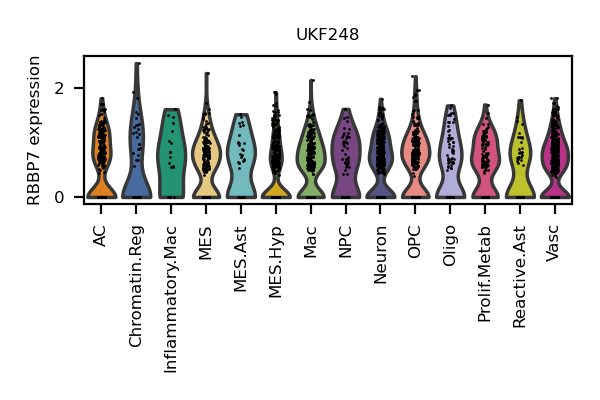 UKF248
RBBP7 expression
2
0
AC
Chromatin.Reg
Inflammatory.Mac
MES
MES.Ast
MES.Hyp
Mac
NPC
Neuron
OPC
Oligo
Prolif.Metab
Reactive.Ast
Vasc